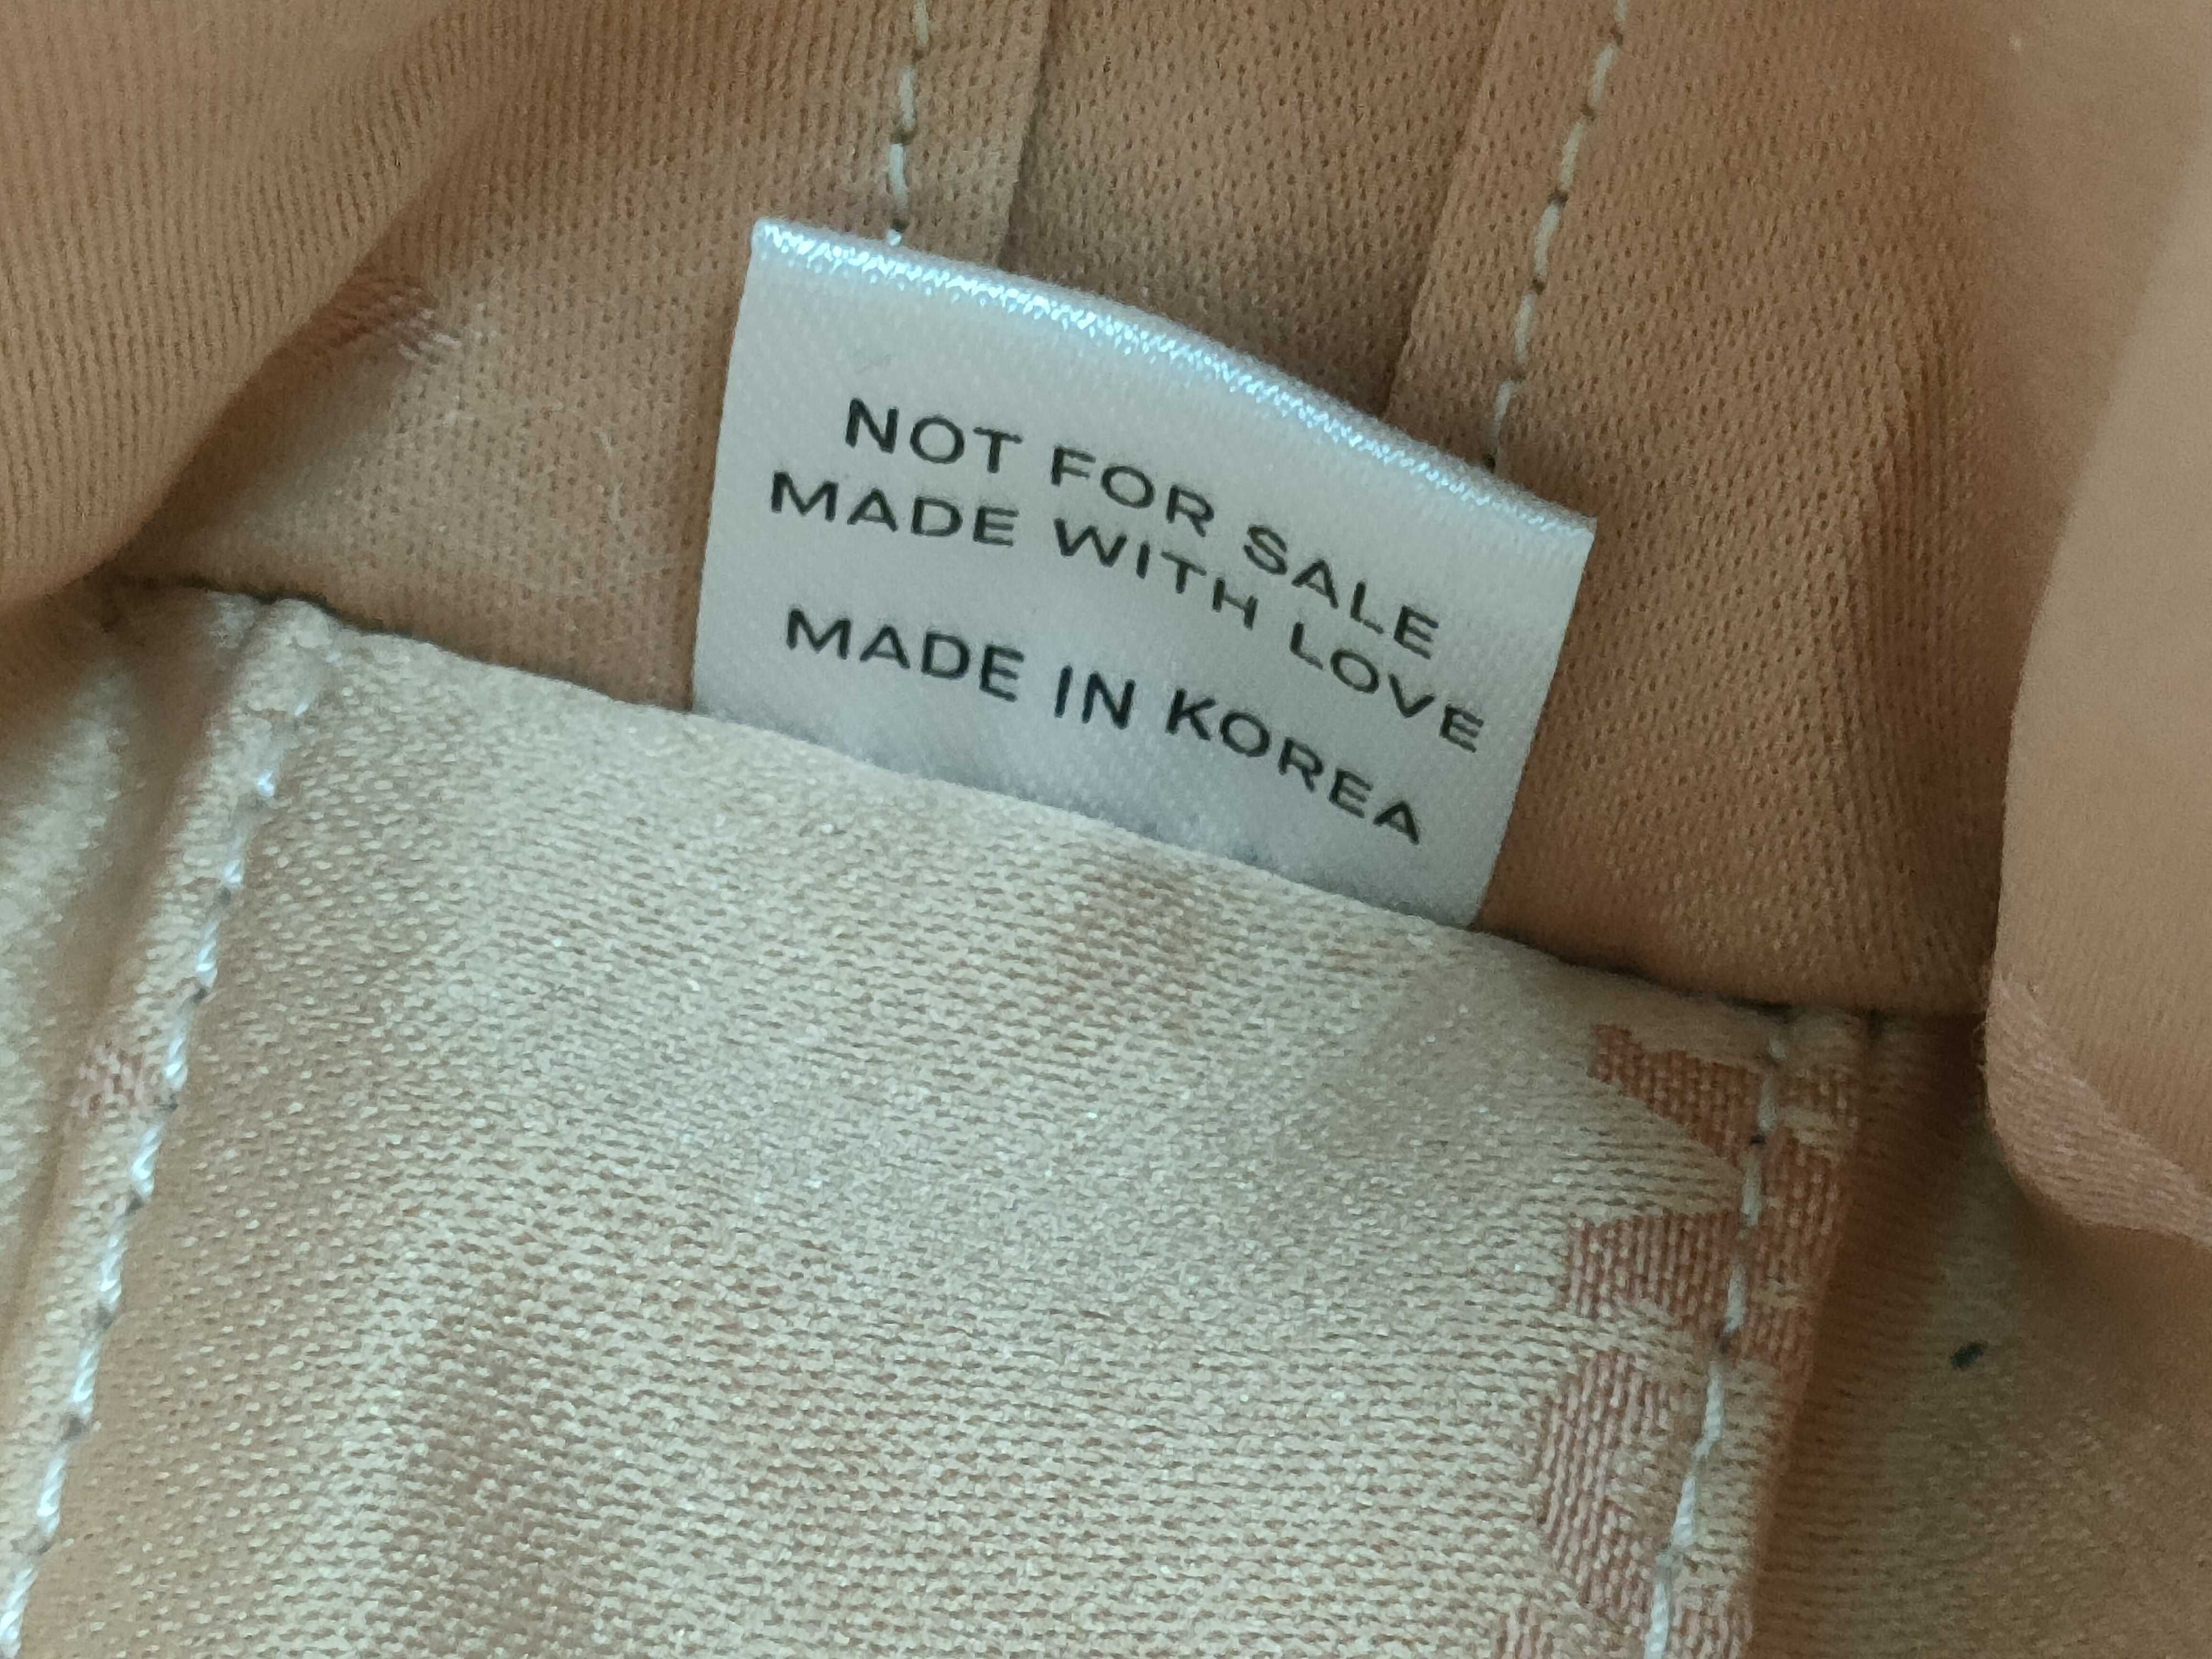 NOT FOR SALE
MADE WITH LOVE
MADE IN KOREA